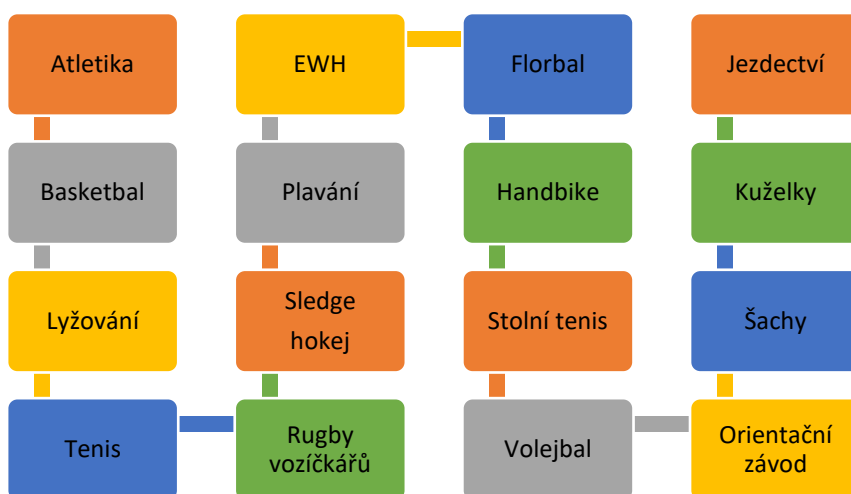 Atletika
EWH
Florbal
Jezdectví
Basketbal
Plavání
Handbike
Kuželky
Lyžování
Sledge
hokej
Stolní tenis
Šachy
Tenis
Rugby
vozíčkářů
Volejbal
Orientační
závod